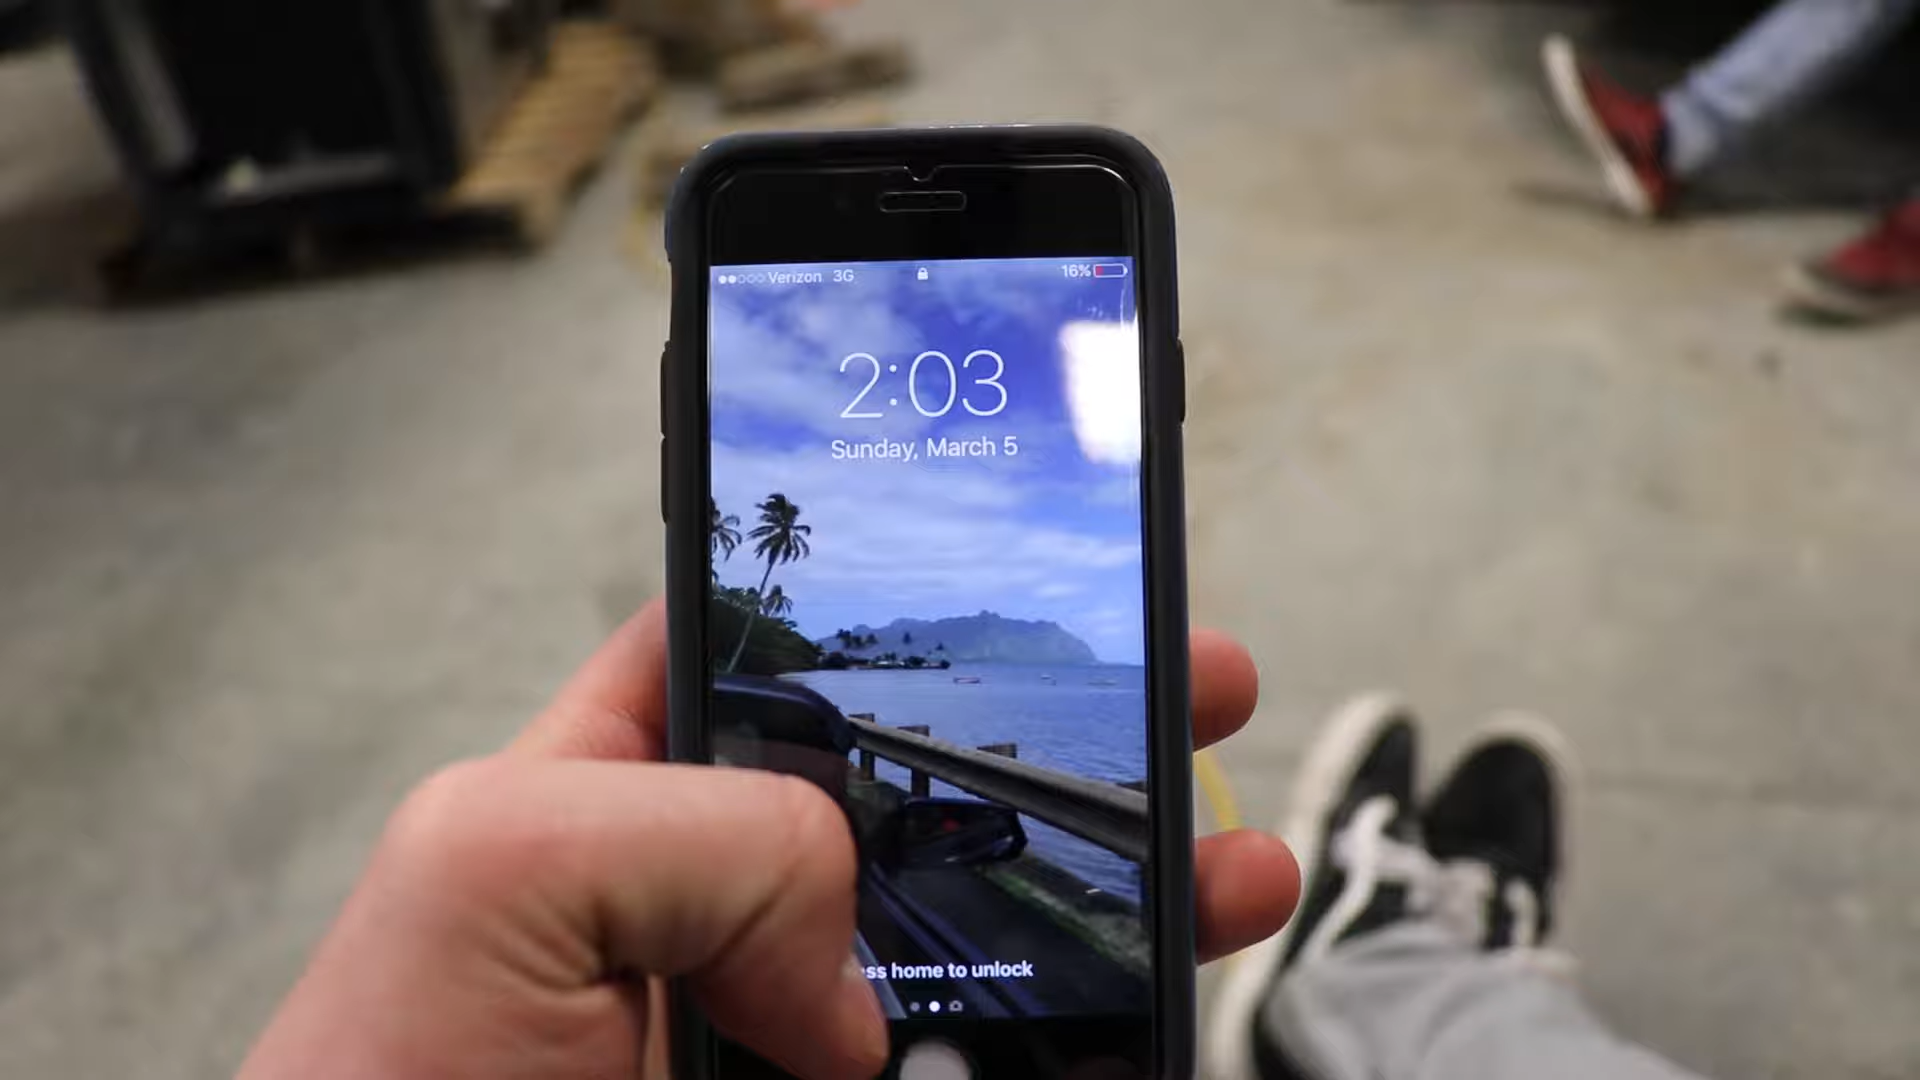 Verizon 3G 16%
2:03
Sunday, March 5
home to unlock